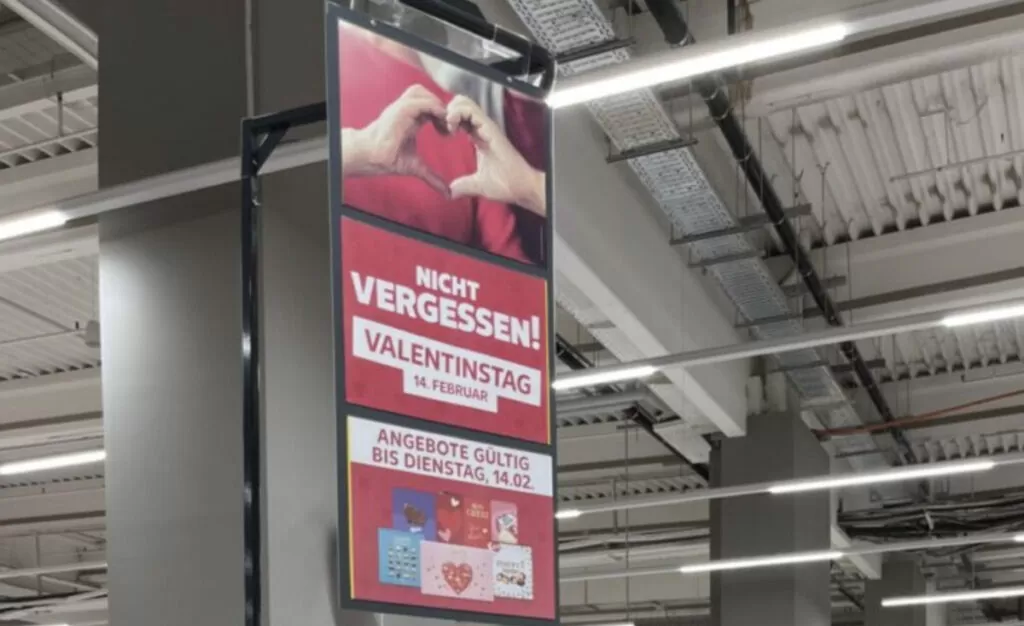 NICHT
VERGESSEN!
VALENTINSTAG
14. FEBRUAR
ANGEBOTE GÜLTIG
BIS DIENSTAG, 14.02.